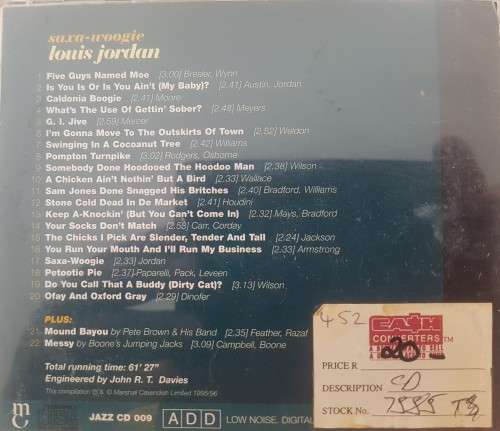 saxa-woogie
louis jordan
1 Five Guys Named Moe [3.00] Bresler, Wynn
2 Is You Is Or Is You Ain't (My Baby)? [2.41] Austin, Jordan
3 Caldonia Boogie [2.41] Moore
4 What's The Use Of Gettin' Sober? [2.48] Meyers
5 G. I. Jive [2.59] Mercer
6 I'm Gonna Move To The Outskirts Of Town [2.52] Weldon
7 Swinging In A Cocoanut Tree [2.42] Williams
8 Pompton Turnpike [3.02] Rodgers, Osborne
9 Somebody Done Hoodooed The Hoodoo Man [2.38] Wilson
10 A Chicken Ain't Nothin' But A Bird [2.33] Wallace
11 Sam Jones Done Snagged His Britches [2.40] Bradford, Williams
12 Stone Cold Dead In De Market [2.41] Houdini
13 Keep A-Knockin' (But You Can't Come In) [2.32] Mays, Bradford
14 Your Socks Don't Match [2.58] Carr, Corday
15 The Chicks I Pick Are Slender, Tender And Tall [2.24] Jackson
16 You Run Your Mouth And I'll Run My Business [2.33] Armstrong
17 Saxa-Woogie [2.33] Jordan
18 Petootie Pie [2.37] Paparelli, Pack, Leveen
19 Do You Call That A Buddy (Dirty Cat)? [3.13] Wilson
20 Ofay And Oxford Gray [2.29] Dinofer
PLUS:
21 Mound Bayou by Pete Brown & His Band [2.35] Feather, Razaf
22 Messy by Boone's Jumping Jacks [3.09] Campbell, Boone
Total running time: 61' 27"
Engineered by John R. T. Davies
This compilation ℗© Marshall Cavendish Limited 1995/96
mc
JAZZ CD 009
ADD
LOW NOISE. DIGITAL
452
CASH
CONVERTERS™
PRICE R 20-
DESCRIPTION CD
STOCK No.